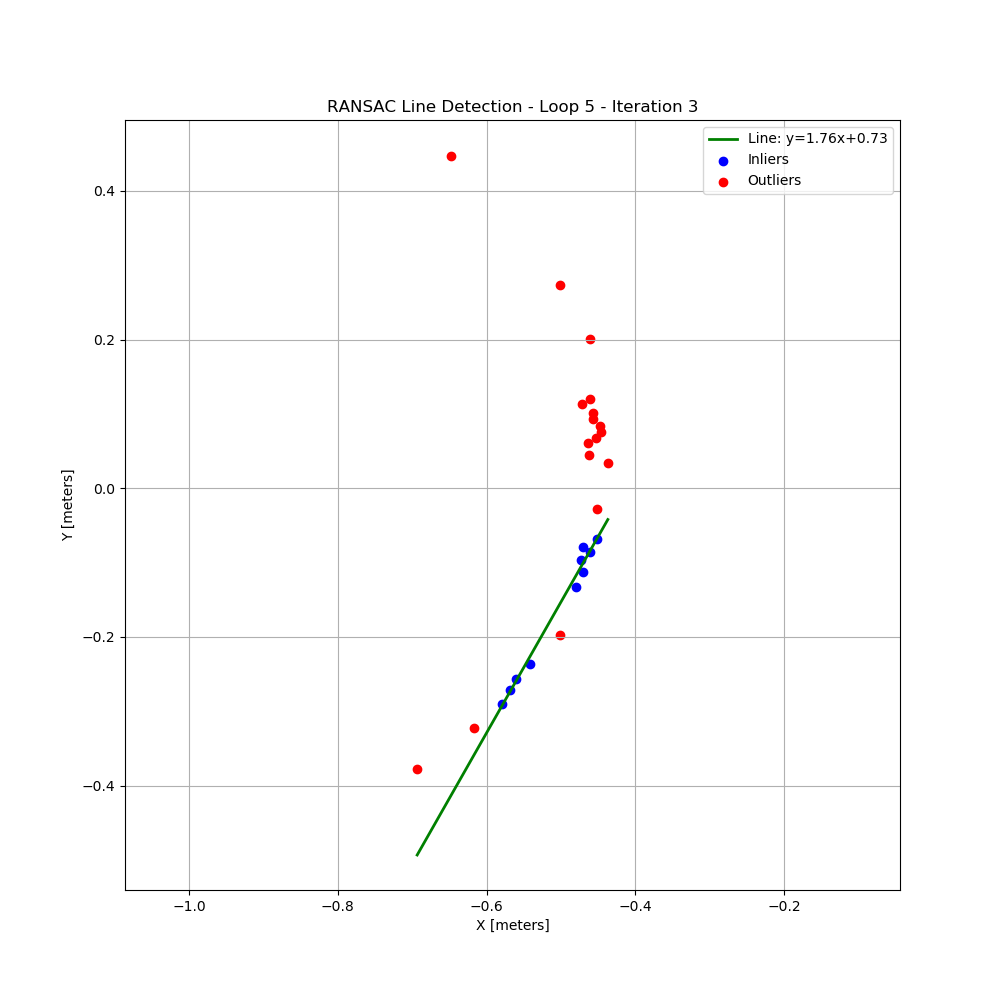 RANSAC Line Detection - Loop 5 - Iteration 3
Line: y=1.76x+0.73
Inliers
Outliers
0.4
0.2
0.0
−0.2
−0.4
Y [meters]
−1.0
−0.8
−0.6
−0.4
−0.2
X [meters]